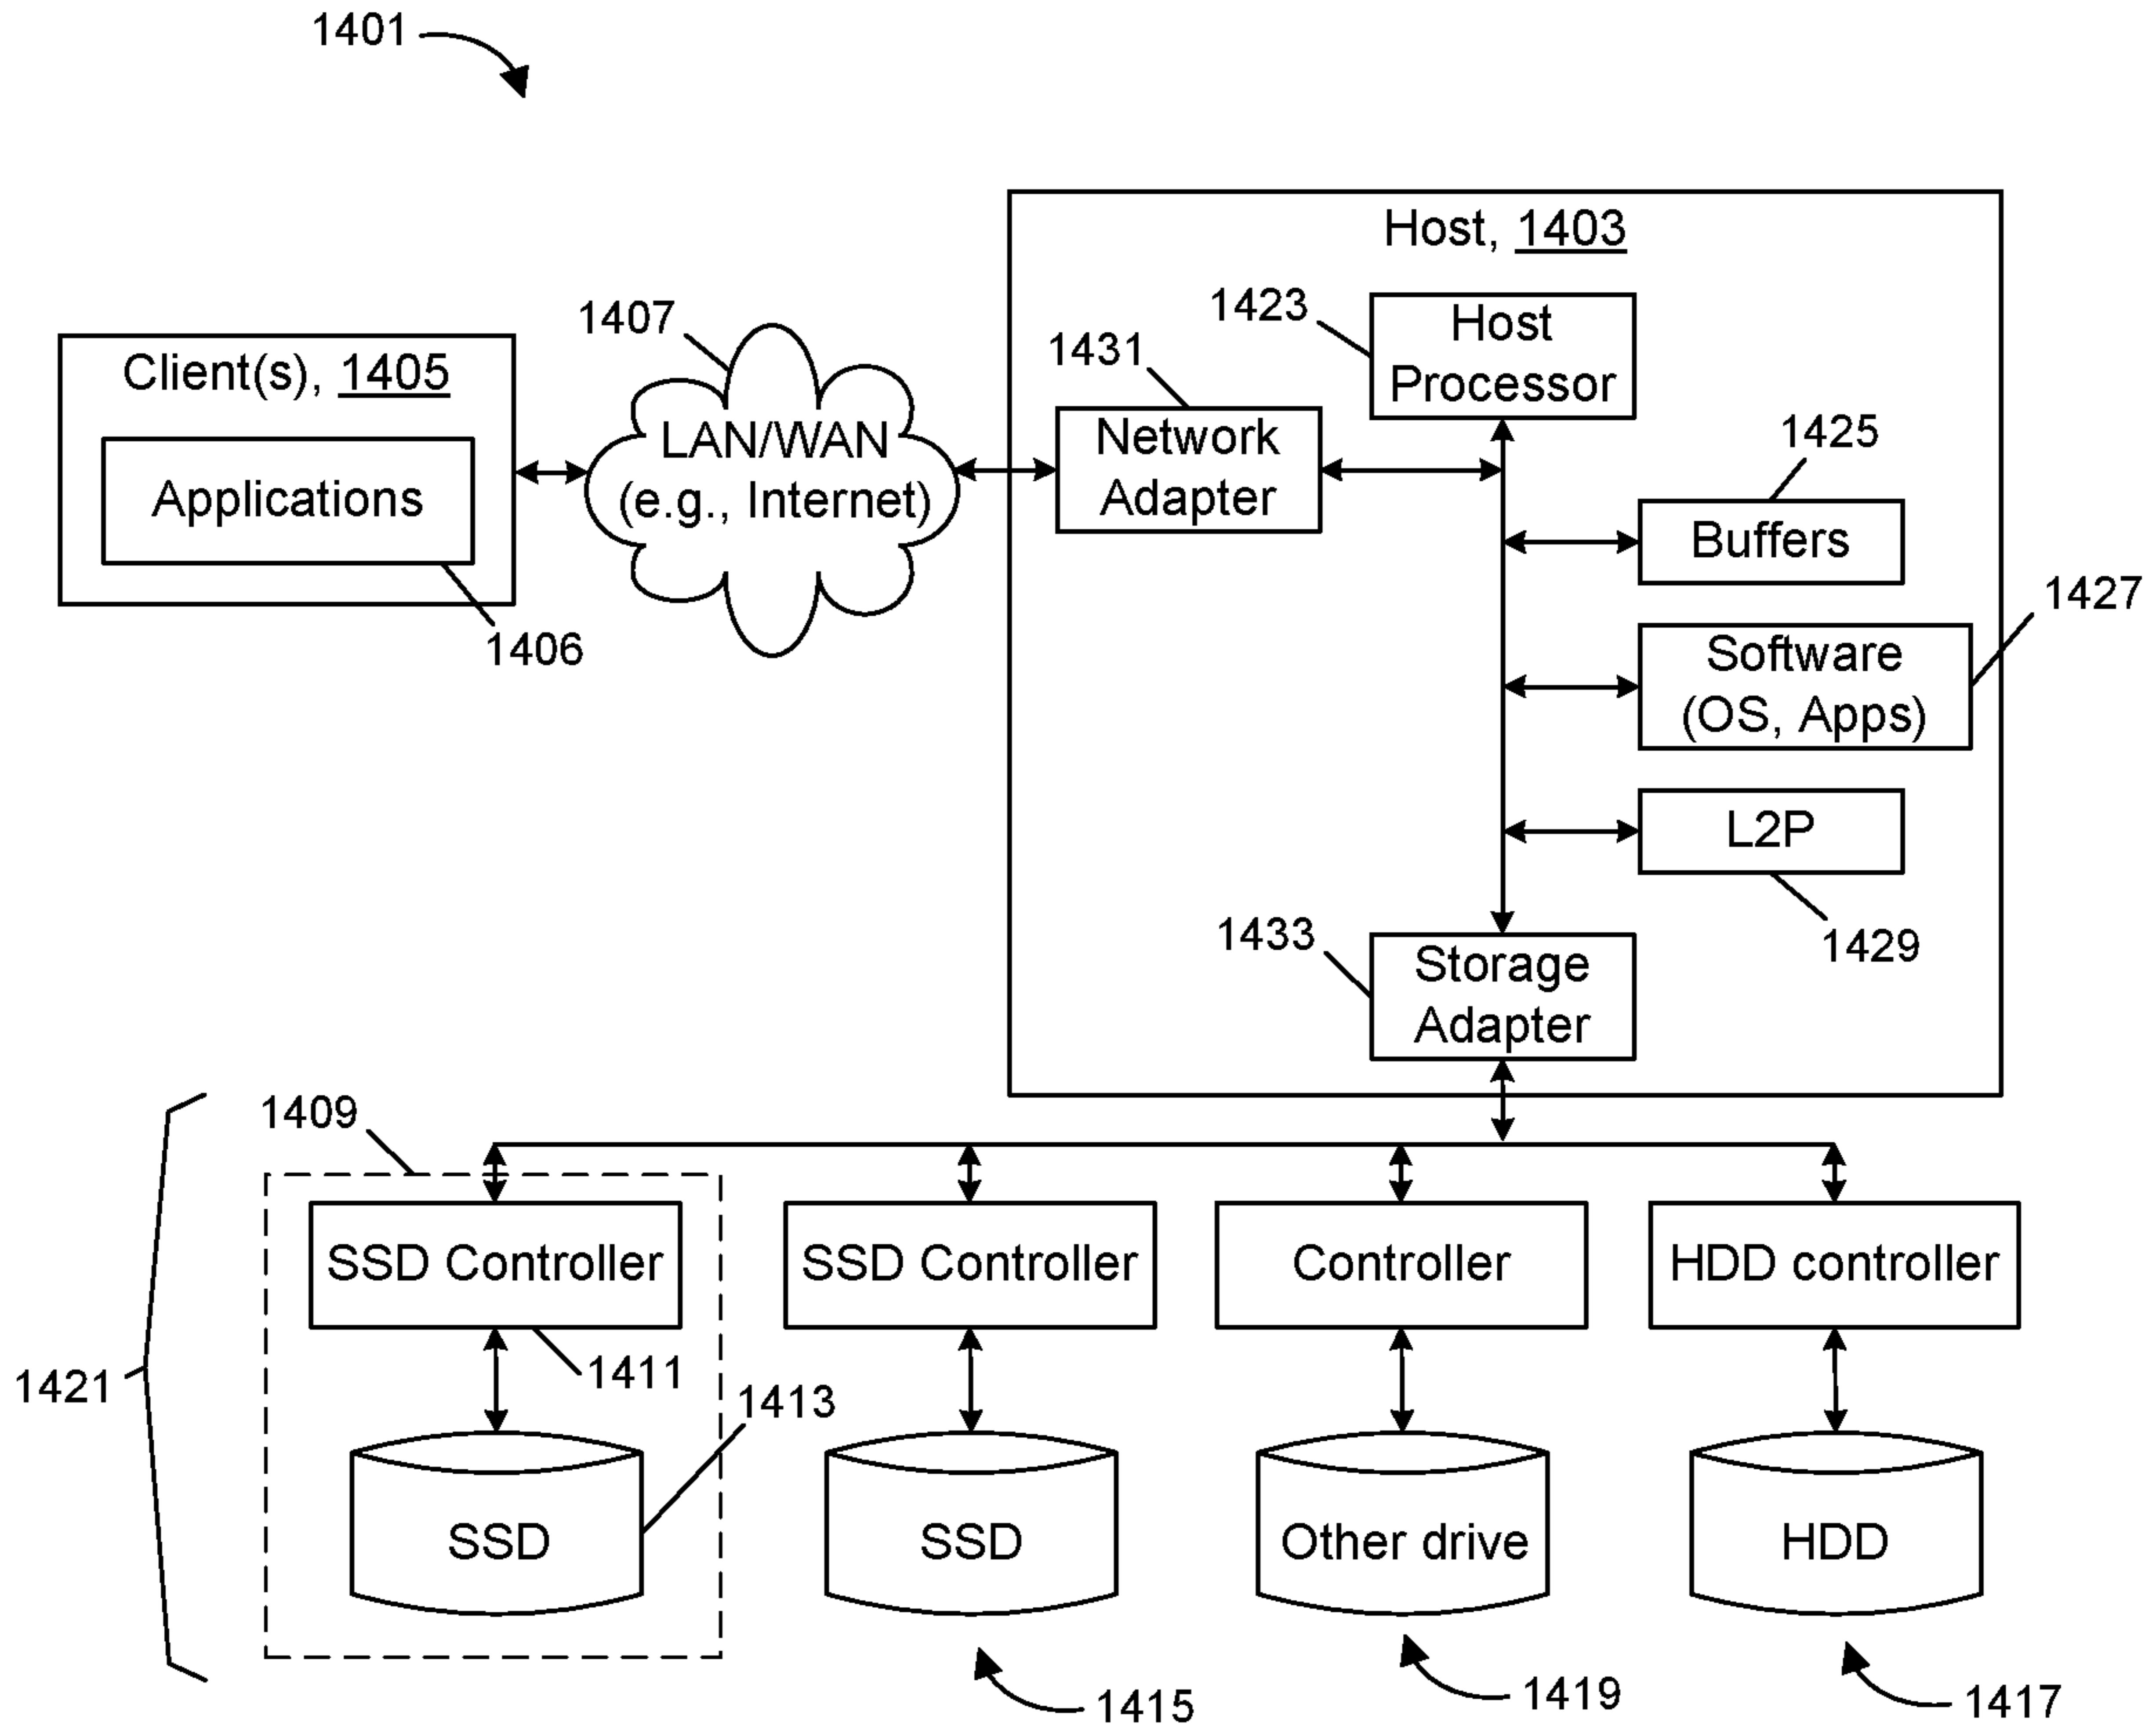 1401
Host, 1403
1423
Host
Processor
1407
1431
Client(s), 1405
Applications
1406
LAN/WAN
(e.g., Internet)
Network
Adapter
1425
Buffers
1427
Software
(OS, Apps)
L2P
1429
1433
Storage
Adapter
1409
SSD Controller
SSD Controller
Controller
HDD controller
1411
1421
1413
SSD
SSD
Other drive
HDD
1415
1419
1417